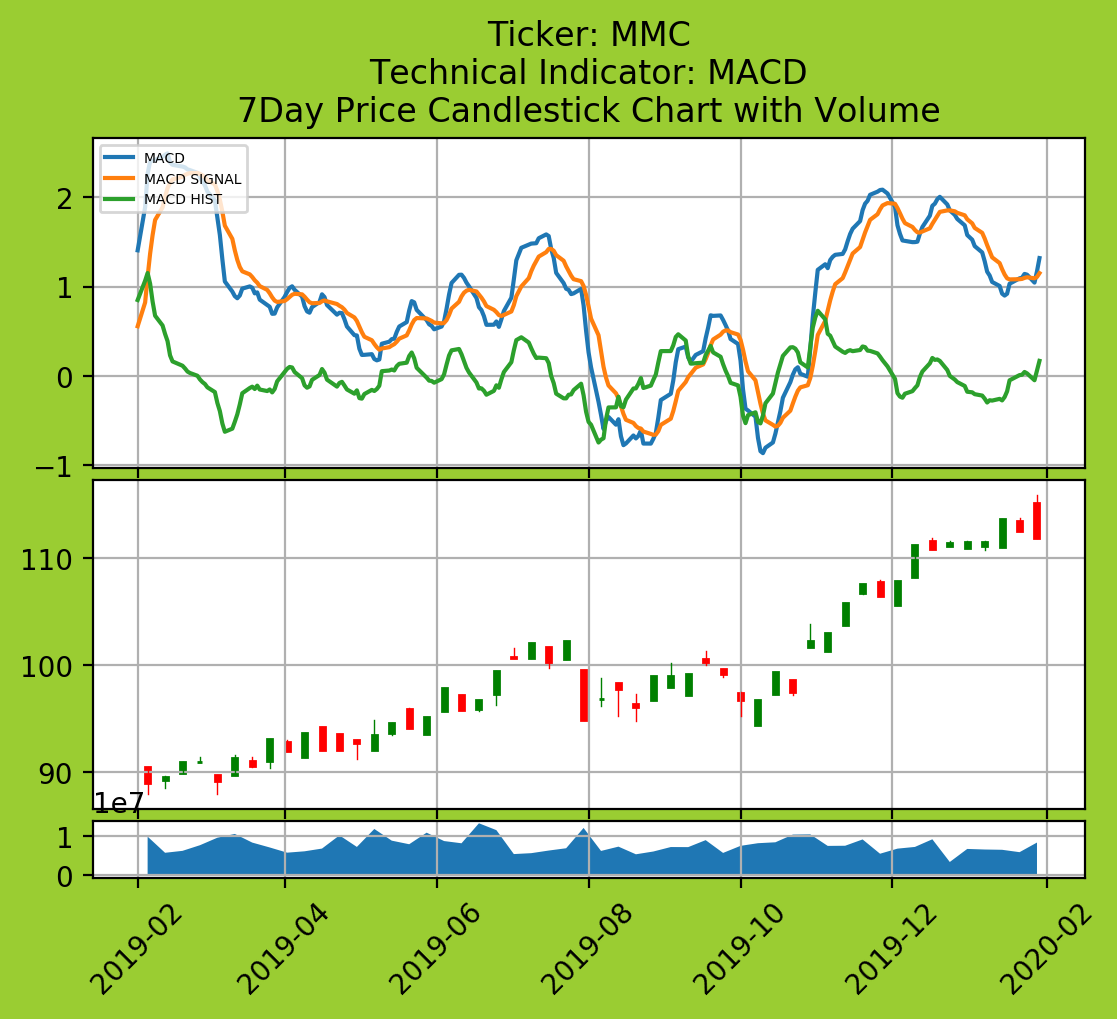 Ticker: MMC
Technical Indicator: MACD
7Day Price Candlestick Chart with Volume
MACD
MACD SIGNAL
MACD HIST
2
1
0
−1
110
100
90
1e7
1
0
2019-02
2019-04
2019-06
2019-08
2019-10
2019-12
2020-02